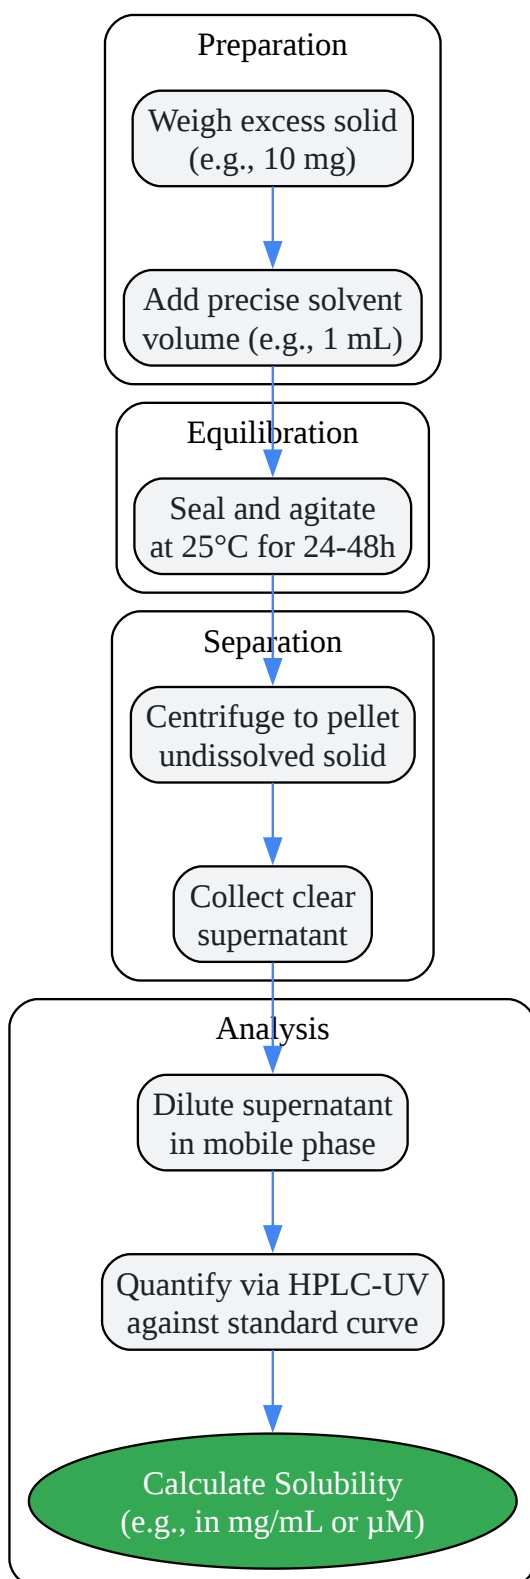 Preparation
Weigh excess solid
(e.g., 10 mg)
Add precise solvent
volume (e.g., 1 mL)
Equilibration
Seal and agitate
at 25°C for 24-48h
Separation
Centrifuge to pellet
undissolved solid
Collect clear
supernatant
Analysis
Dilute supernatant
in mobile phase
Quantify via HPLC-UV
against standard curve
Calculate Solubility
(e.g., in mg/mL or µM)